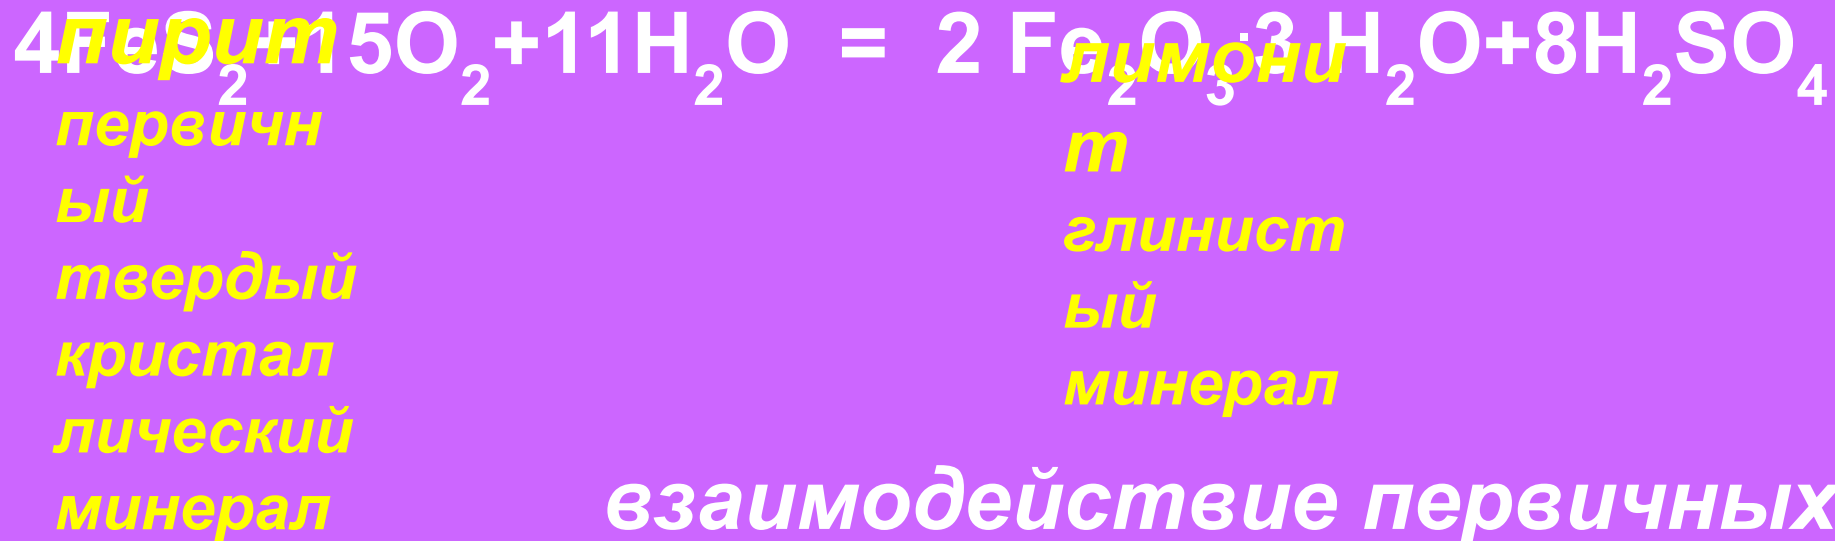 4FeS₂+15O₂+11H₂O = 2 Fe₂O₃·3 H₂O+8H₂SO₄
пирит
первичн
ый
твердый
кристал
лический
минерал
лимони
т
глинист
ый
минерал
взаимодействие первичных